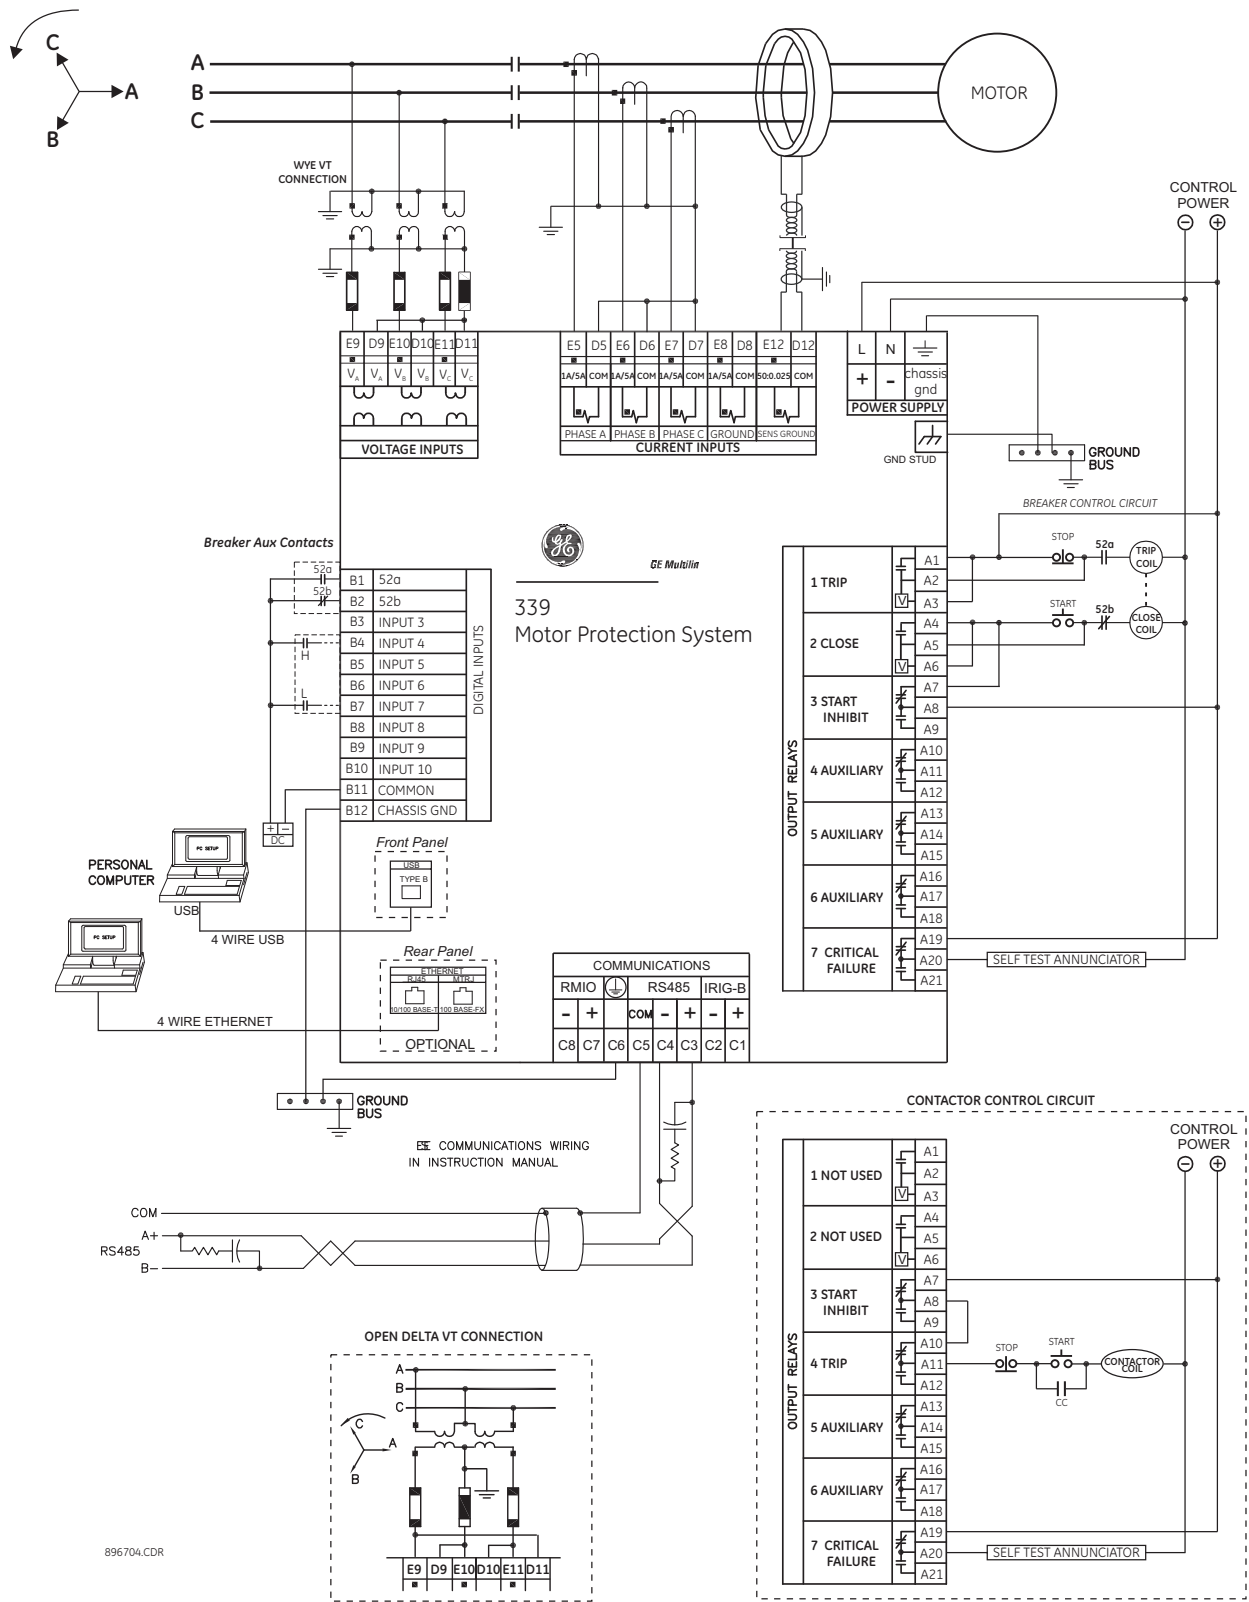 C
A
B
A
B
C
MOTOR
WYE VT
CONNECTION
CONTROL
POWER
− +
E9 D9 E10 D10 E11 D11
VA VA VB VB VC VC
VOLTAGE INPUTS
E5 D5 E6 D6 E7 D7 E8 D8 E12 D12
1A/5A COM 1A/5A COM 1A/5A COM 1A/5A COM 50:0.025 COM
PHASE A PHASE B PHASE C GROUND SENS GROUND
CURRENT INPUTS
L N
+ - chassis
gnd
POWER SUPPLY
GND STUD
GROUND
BUS
BREAKER CONTROL CIRCUIT
Breaker Aux Contacts
52a
52b
H
L
B1 52a
B2 52b
B3 INPUT 3
B4 INPUT 4
B5 INPUT 5
B6 INPUT 6
B7 INPUT 7
B8 INPUT 8
B9 INPUT 9
B10 INPUT 10
B11 COMMON
B12 CHASSIS GND
DIGITAL INPUTS
+ −
DC
GE
GE Multilin
339
Motor Protection System
OUTPUT RELAYS
1 TRIP
V
A1
A2
A3
2 CLOSE
V
A4
A5
A6
3 START
INHIBIT
A7
A8
A9
4 AUXILIARY
A10
A11
A12
5 AUXILIARY
A13
A14
A15
6 AUXILIARY
A16
A17
A18
7 CRITICAL
FAILURE
A19
A20
A21
STOP
52a
TRIP
COIL
START
52b
CLOSE
COIL
SELF TEST ANNUNCIATOR
PERSONAL
COMPUTER
PC SETUP
USB
4 WIRE USB
Front Panel
USB
TYPE B
PC SETUP
4 WIRE ETHERNET
Rear Panel
ETHERNET
RJ45 MTRJ
10/100 BASE-T 100 BASE-FX
OPTIONAL
COMMUNICATIONS
RMIO RS485 IRIG-B
- + COM - + - +
C8 C7 C6 C5 C4 C3 C2 C1
GROUND
BUS
COMMUNICATIONS WIRING
IN INSTRUCTION MANUAL
COM
A+
RS485
B−
OPEN DELTA VT CONNECTION
A
B
C
C
A
B
E9 D9 E10 D10 E11 D11
896704.CDR
CONTACTOR CONTROL CIRCUIT
CONTROL
POWER
− +
OUTPUT RELAYS
1 NOT USED
V
A1
A2
A3
2 NOT USED
V
A4
A5
A6
3 START
INHIBIT
A7
A8
A9
4 TRIP
A10
A11
A12
5 AUXILIARY
A13
A14
A15
6 AUXILIARY
A16
A17
A18
7 CRITICAL
FAILURE
A19
A20
A21
STOP
START
CC
CONTACTOR
COIL
SELF TEST ANNUNCIATOR